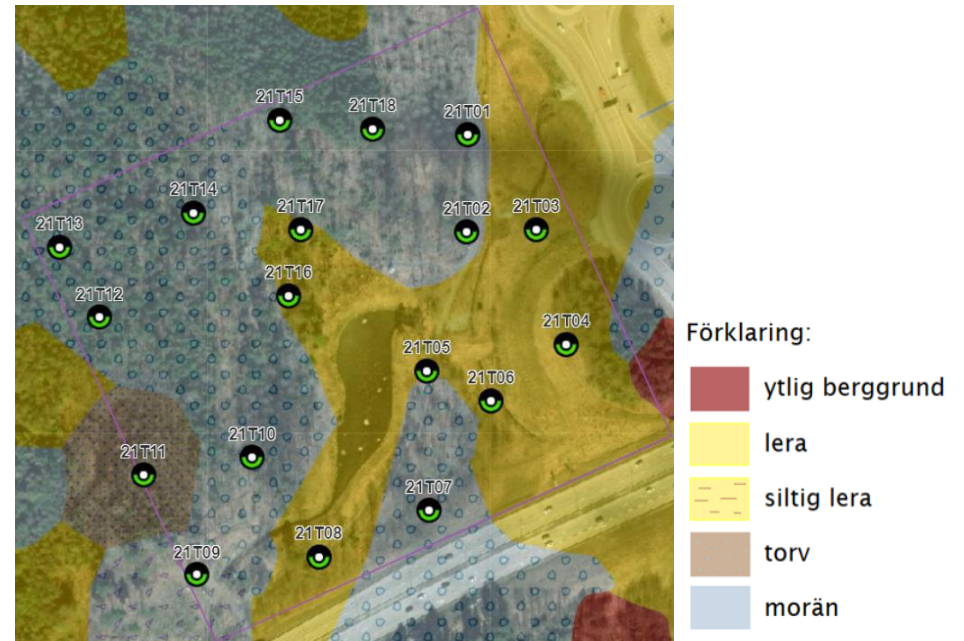 21T15
21T18
21T01
21T14
21T17
21T02
21T03
21T13
21T16
21T12
21T04
21T05
21T06
21T10
21T11
21T07
21T08
21T09
Förklaring:
ytlig berggrund
lera
siltig lera
torv
morän